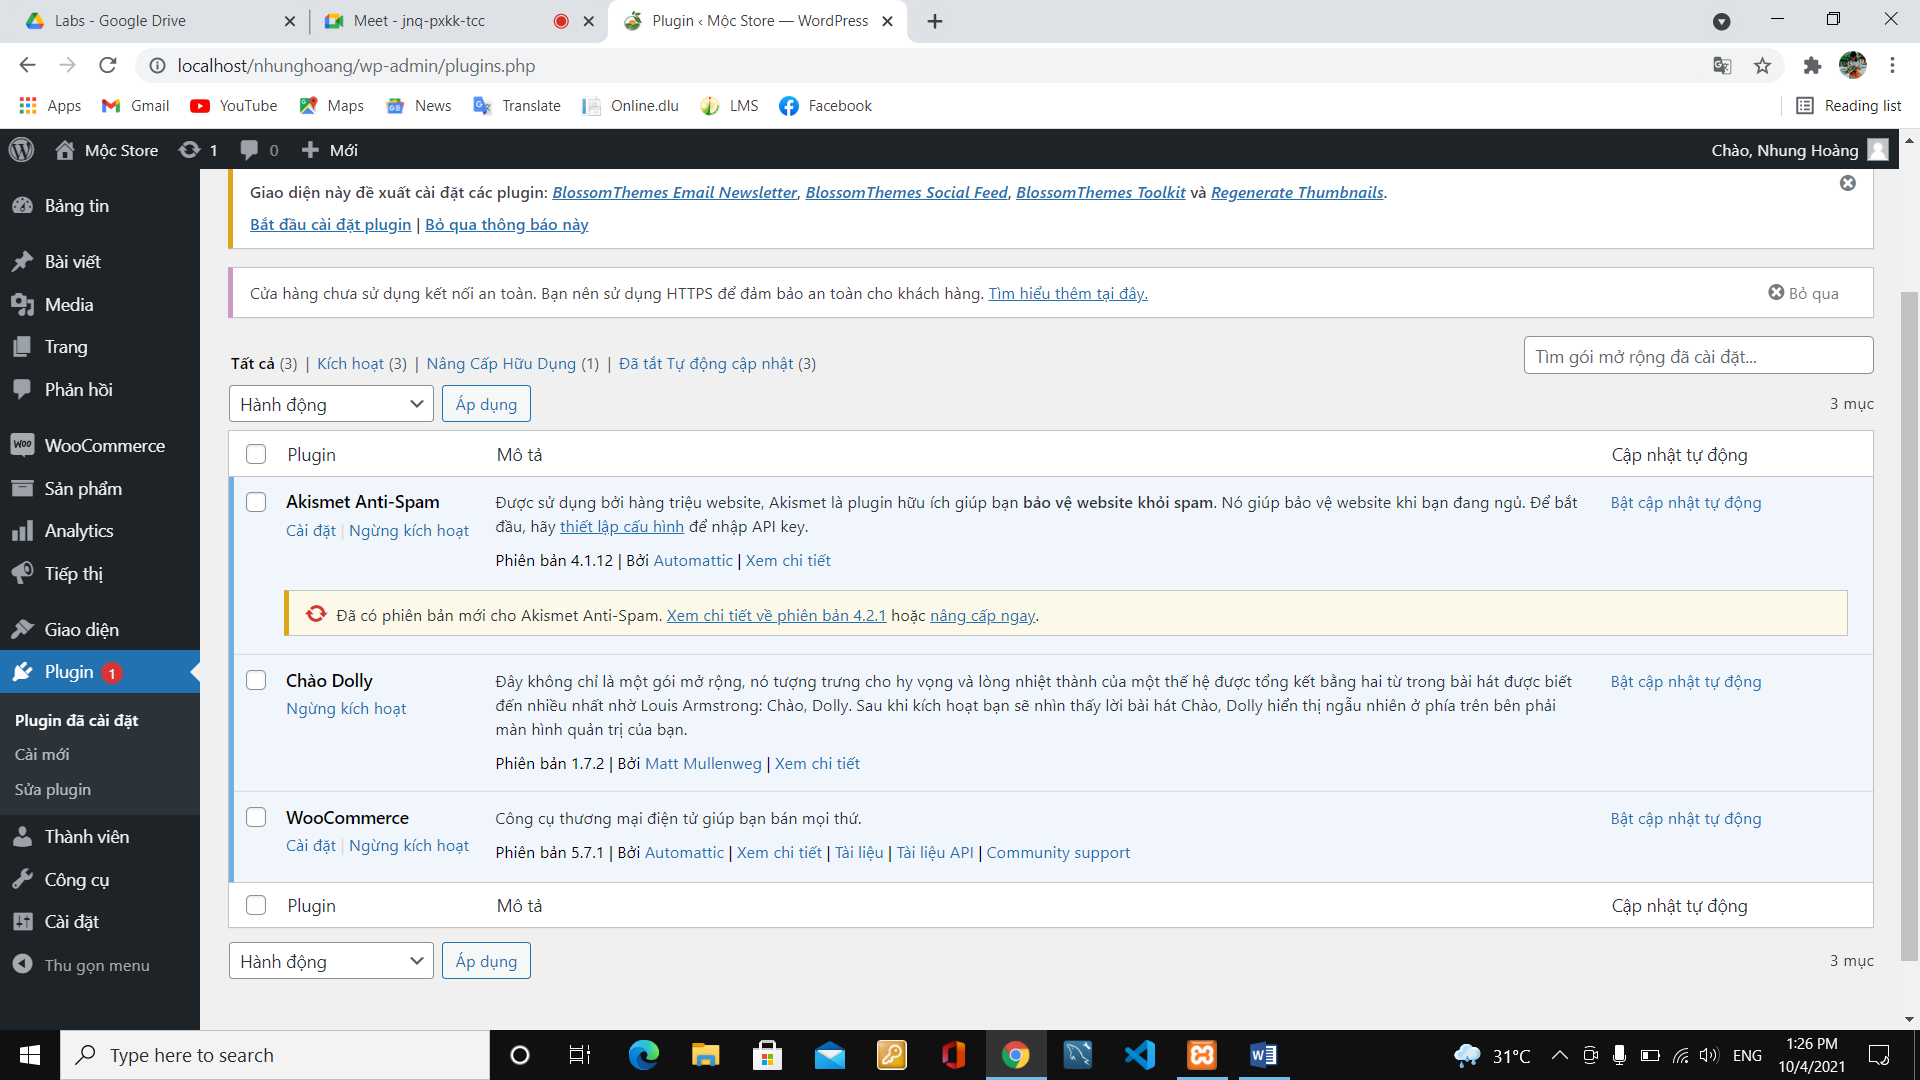 Labs - Google Drive
Meet - jnq-pxkk-tcc
Plugin ‹ Mộc Store — WordPress
localhost/nhunghoang/wp-admin/plugins.php
Apps
Gmail
YouTube
Maps
News
Translate
Online.dlu
LMS
Facebook
Reading list
Mộc Store
1
0
Mới
Chào, Nhung Hoàng
Bảng tin
Bài viết
Media
Trang
Phản hồi
WooCommerce
Sản phẩm
Analytics
Tiếp thị
Giao diện
Plugin 1
Plugin đã cài đặt
Cài mới
Sửa plugin
Thành viên
Công cụ
Cài đặt
Thu gọn menu
Giao diện này đề xuất cài đặt các plugin: BlossomThemes Email Newsletter, BlossomThemes Social Feed, BlossomThemes Toolkit và Regenerate Thumbnails.
Bắt đầu cài đặt plugin | Bỏ qua thông báo này
Cửa hàng chưa sử dụng kết nối an toàn. Bạn nên sử dụng HTTPS để đảm bảo an toàn cho khách hàng. Tìm hiểu thêm tại đây.
Bỏ qua
Tất cả (3) | Kích hoạt (3) | Nâng Cấp Hữu Dụng (1) | Đã tắt Tự động cập nhật (3)
Tìm gói mở rộng đã cài đặt...
Hành động
Áp dụng
3 mục
Plugin
Mô tả
Cập nhật tự động
Akismet Anti-Spam
Cài đặt | Ngừng kích hoạt
Được sử dụng bởi hàng triệu website, Akismet là plugin hữu ích giúp bạn bảo vệ website khỏi spam. Nó giúp bảo vệ website khi bạn đang ngủ. Để bắt
đầu, hãy thiết lập cấu hình để nhập API key.
Phiên bản 4.1.12 | Bởi Automattic | Xem chi tiết
Bật cập nhật tự động
Đã có phiên bản mới cho Akismet Anti-Spam. Xem chi tiết về phiên bản 4.2.1 hoặc nâng cấp ngay.
Chào Dolly
Ngừng kích hoạt
Đây không chỉ là một gói mở rộng, nó tượng trưng cho hy vọng và lòng nhiệt thành của một thế hệ được tổng kết bằng hai từ trong bài hát được biết
đến nhiều nhất nhờ Louis Armstrong: Chào, Dolly. Sau khi kích hoạt bạn sẽ nhìn thấy lời bài hát Chào, Dolly hiển thị ngẫu nhiên ở phía trên bên phải
màn hình quản trị của bạn.
Phiên bản 1.7.2 | Bởi Matt Mullenweg | Xem chi tiết
Bật cập nhật tự động
WooCommerce
Cài đặt | Ngừng kích hoạt
Công cụ thương mại điện tử giúp bạn bán mọi thứ.
Phiên bản 5.7.1 | Bởi Automattic | Xem chi tiết | Tài liệu | Tài liệu API | Community support
Bật cập nhật tự động
Plugin
Mô tả
Cập nhật tự động
Hành động
Áp dụng
3 mục
Type here to search
31°C
ENG
1:26 PM
10/4/2021